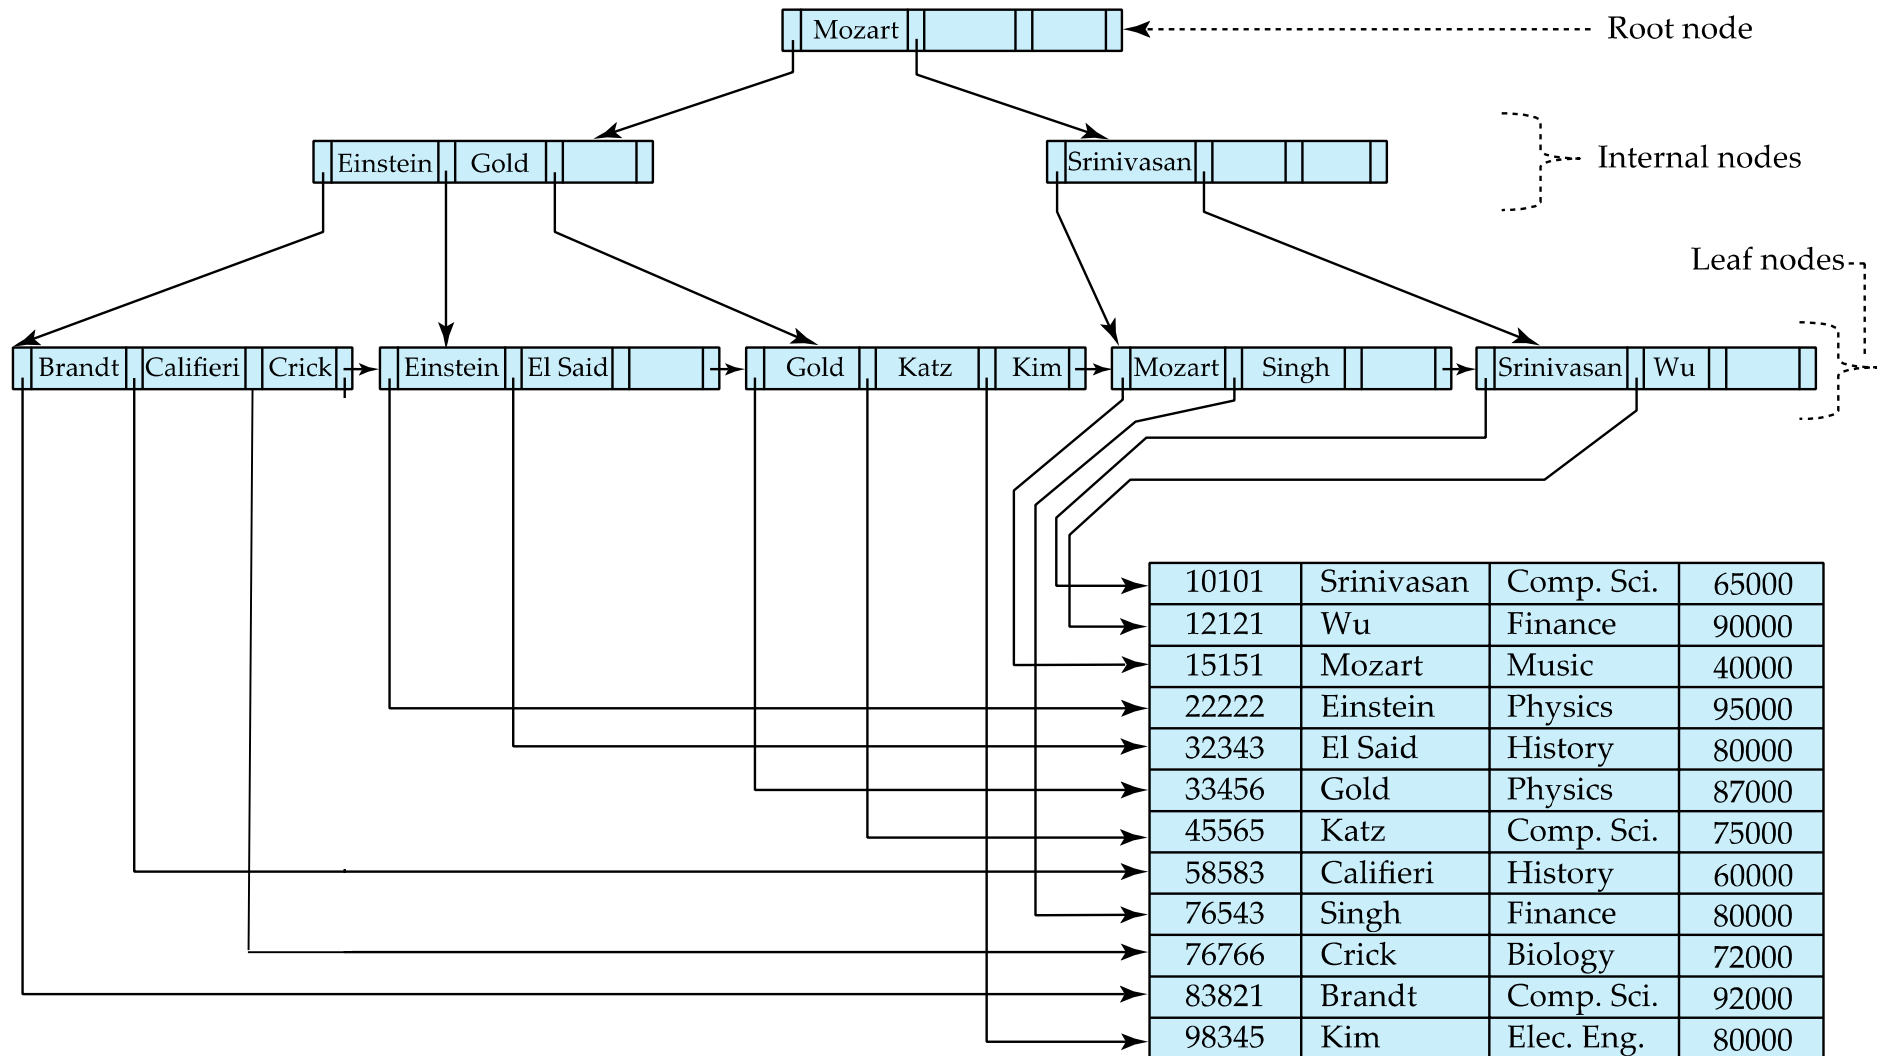 Mozart
Root node
Einstein Gold
Srinivasan
Internal nodes
Leaf nodes
Brandt Califieri Crick
Einstein El Said
Gold Katz Kim
Mozart Singh
Srinivasan Wu
10101 Srinivasan Comp. Sci. 65000
12121 Wu Finance 90000
15151 Mozart Music 40000
22222 Einstein Physics 95000
32343 El Said History 80000
33456 Gold Physics 87000
45565 Katz Comp. Sci. 75000
58583 Califieri History 60000
76543 Singh Finance 80000
76766 Crick Biology 72000
83821 Brandt Comp. Sci. 92000
98345 Kim Elec. Eng. 80000